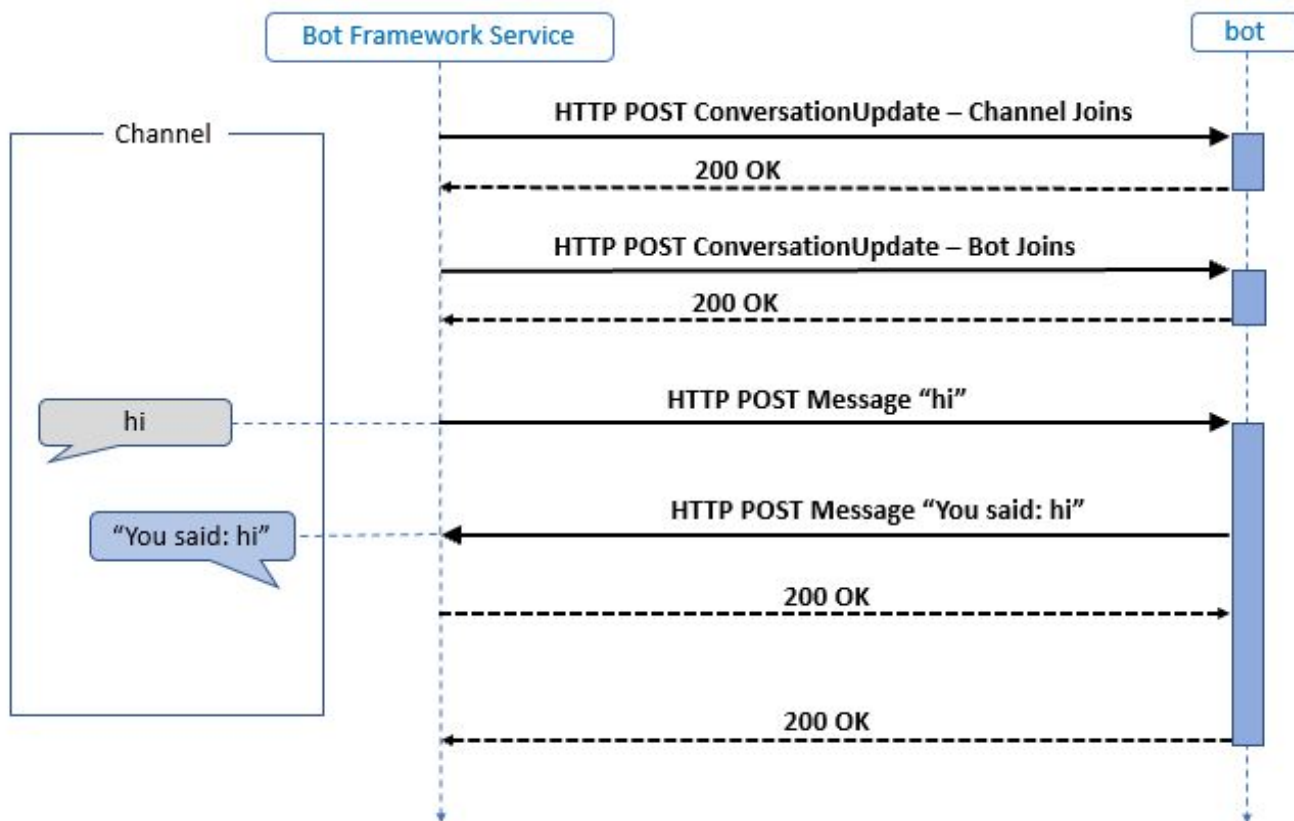 Bot Framework Service
bot
HTTP POST ConversationUpdate – Channel Joins
Channel
200 OK
HTTP POST ConversationUpdate – Bot Joins
200 OK
HTTP POST Message “hi”
hi
HTTP POST Message “You said: hi”
“You said: hi”
200 OK
200 OK